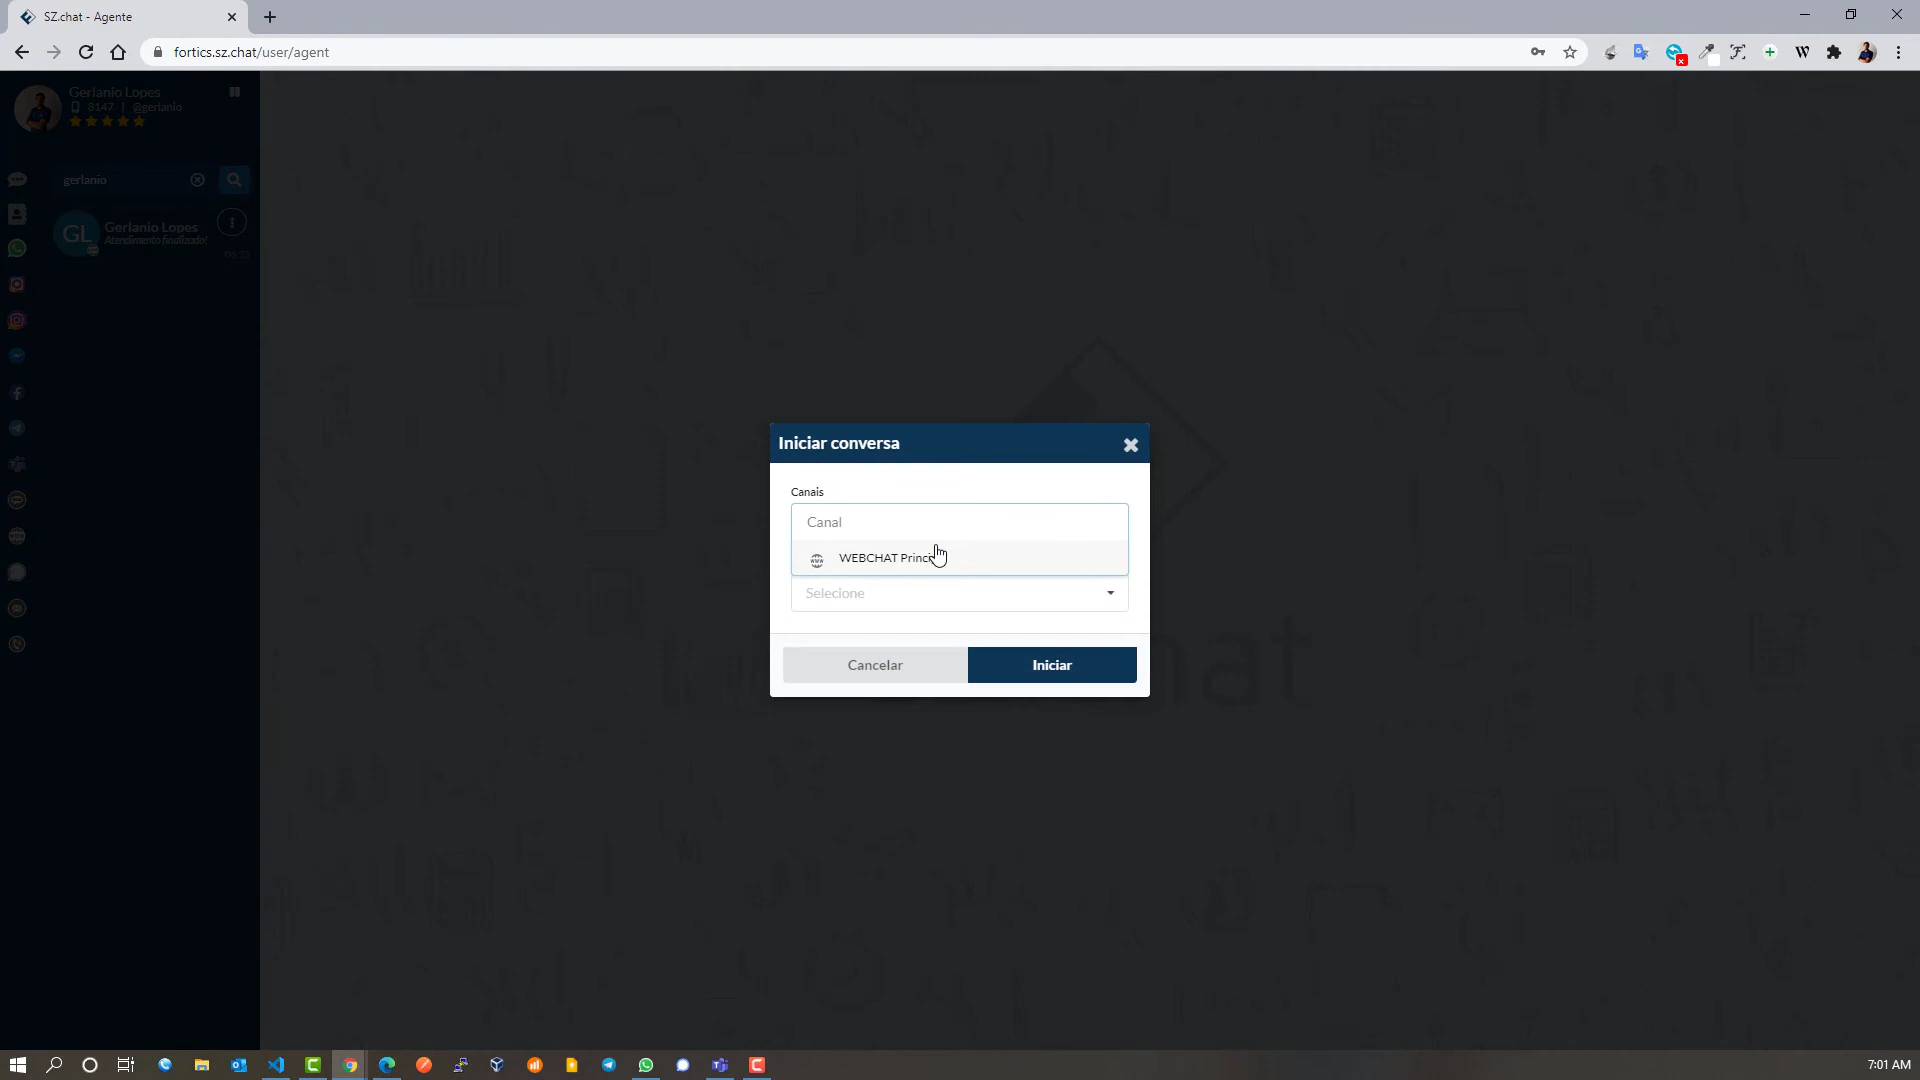 SZ.chat - Agente
fortics.sz.chat/user/agent
Gerlanio Lopes
8147 | @gerlanio
gerlanio
GL
Gerlanio Lopes
Atendimento finalizado!
Iniciar conversa
Canais
Canal
WEBCHAT
Selecione
Cancelar
Iniciar
7:01 AM